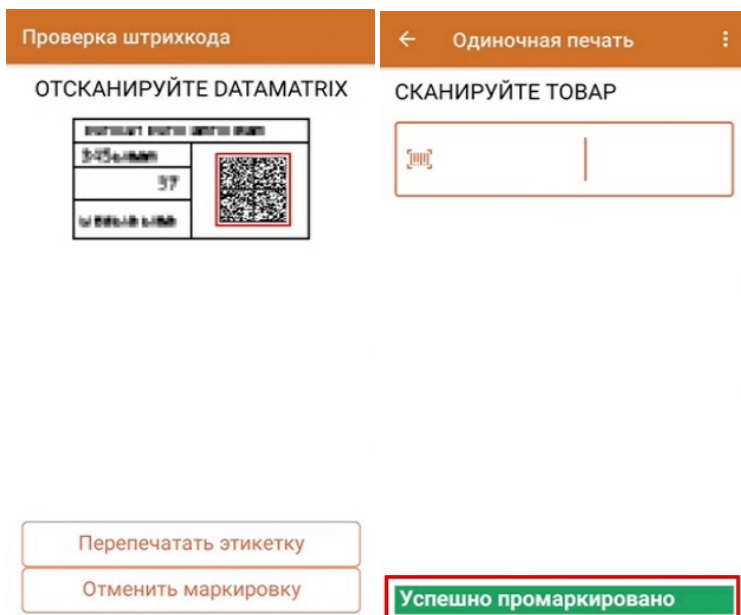 Проверка штрихкода
ОТСКАНИРУЙТЕ DATAMATRIX
37
Перепечатать этикетку
Отменить маркировку
Одиночная печать
СКАНИРУЙТЕ ТОВАР
Успешно промаркировано